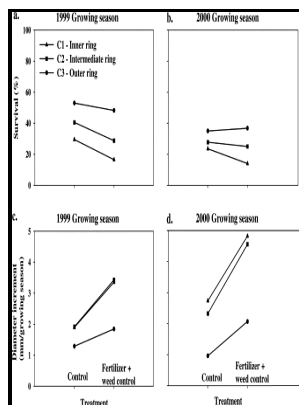 a. 1999 Growing season
b. 2000 Growing season
C1 - Inner ring
C2 - Intermediate ring
C3 - Outer ring
Survival (%)
100
80
60
40
20
0
c. 1999 Growing season
d. 2000 Growing season
Diameter increment
(mm/growing season)
5
4
3
2
1
0
Control
Fertilizer +
weed control
Control
Fertilizer +
weed control
Treatment
Treatment